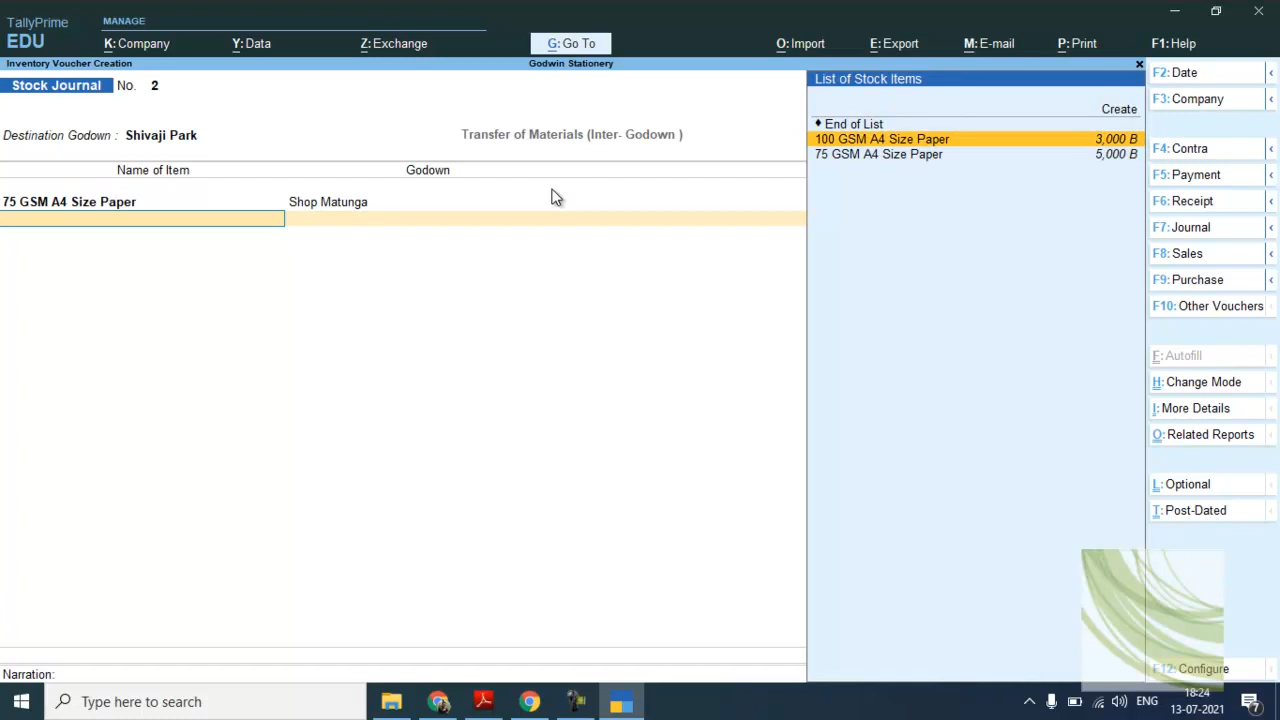 TallyPrime
EDU
MANAGE
K: Company
Y: Data
Z: Exchange
G: Go To
O: Import
E: Export
M: E-mail
P: Print
F1: Help
Inventory Voucher Creation
Godwin Stationery
Stock Journal No. 2
Destination Godown : Shivaji Park
Transfer of Materials (Inter- Godown )
Name of Item
Godown
75 GSM A4 Size Paper
Shop Matunga
Narration:
List of Stock Items
Create
♦ End of List
100 GSM A4 Size Paper 3,000 B
75 GSM A4 Size Paper 5,000 B
F2: Date
F3: Company
F4: Contra
F5: Payment
F6: Receipt
F7: Journal
F8: Sales
F9: Purchase
F10: Other Vouchers
F: Autofill
H: Change Mode
I: More Details
O: Related Reports
L: Optional
T: Post-Dated
F12: Configure
Type here to search
ENG
18:24
13-07-2021
7